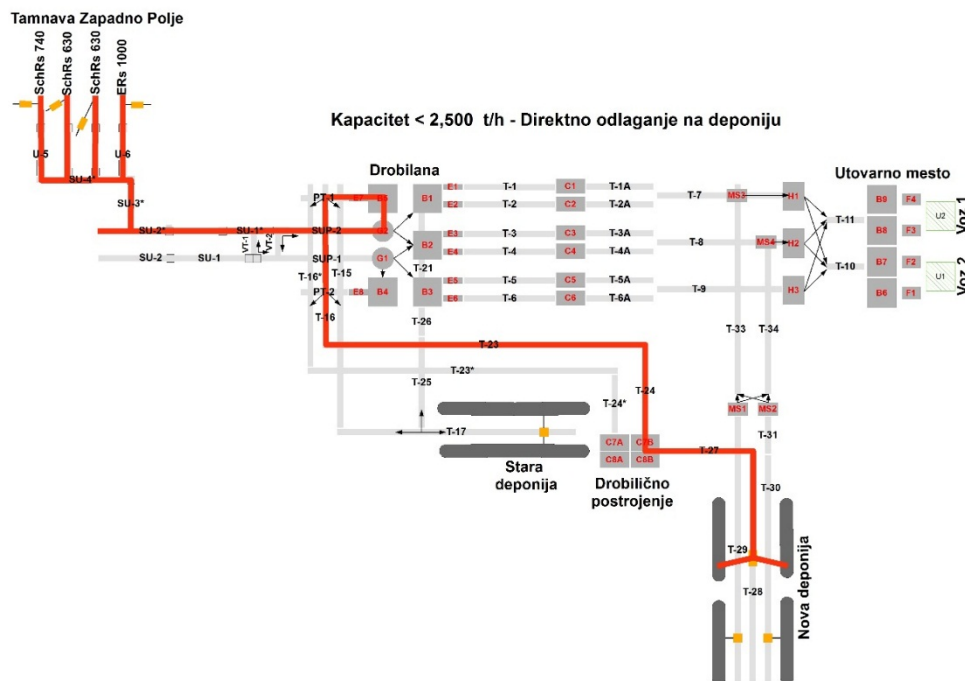 Tamnava Zapadno Polje
SchRs 740
SchRs 630
SchRs 630
ERs 1000
Kapacitet < 2,500 t/h - Direktno odlaganje na deponiju
U-5
U-6
SU-4*
SU-3*
SU-2*
SU-1*
SUP-2
SU-2
SU-1
SUP-1
VT-1
VT-2
Drobilana
PT-1
E7
G1
B4
E8
PT-2
T-16*
T-15
T-16
B1
B2
B3
T-21
T-26
T-25
E1
T-1
C1
T-1A
E2
T-2
C2
T-2A
E3
T-3
C3
T-3A
E4
T-4
C4
T-4A
E5
T-5
C5
T-5A
E6
T-6
C6
T-6A
T-7
MS3
H1
T-8
MS4
H2
T-9
H3
T-11
T-10
Utovarno mesto
B9
F4
B8
F3
B7
F2
B6
F1
U2
U1
Voz 1
Voz 2
T-33
T-34
T-23
T-23*
T-24
T-24*
T-17
Stara
deponija
C7A
C7B
C8A
C8B
Drobilično
postrojenje
T-27
MS1
MS2
T-31
T-30
T-29
T-28
Nova deponija